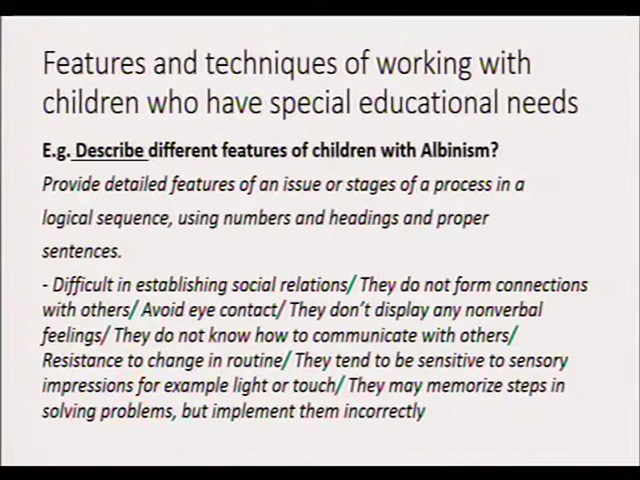 Features and techniques of working with
children who have special educational needs
E.g. Describe different features of children with Albinism?
Provide detailed features of an issue or stages of a process in a
logical sequence, using numbers and headings and proper
sentences.
- Difficult in establishing social relations/ They do not form connections
with others/ Avoid eye contact/ They don't display any nonverbal
feelings/ They do not know how to communicate with others/
Resistance to change in routine/ They tend to be sensitive to sensory
impressions for example light or touch/ They may memorize steps in
solving problems, but implement them incorrectly